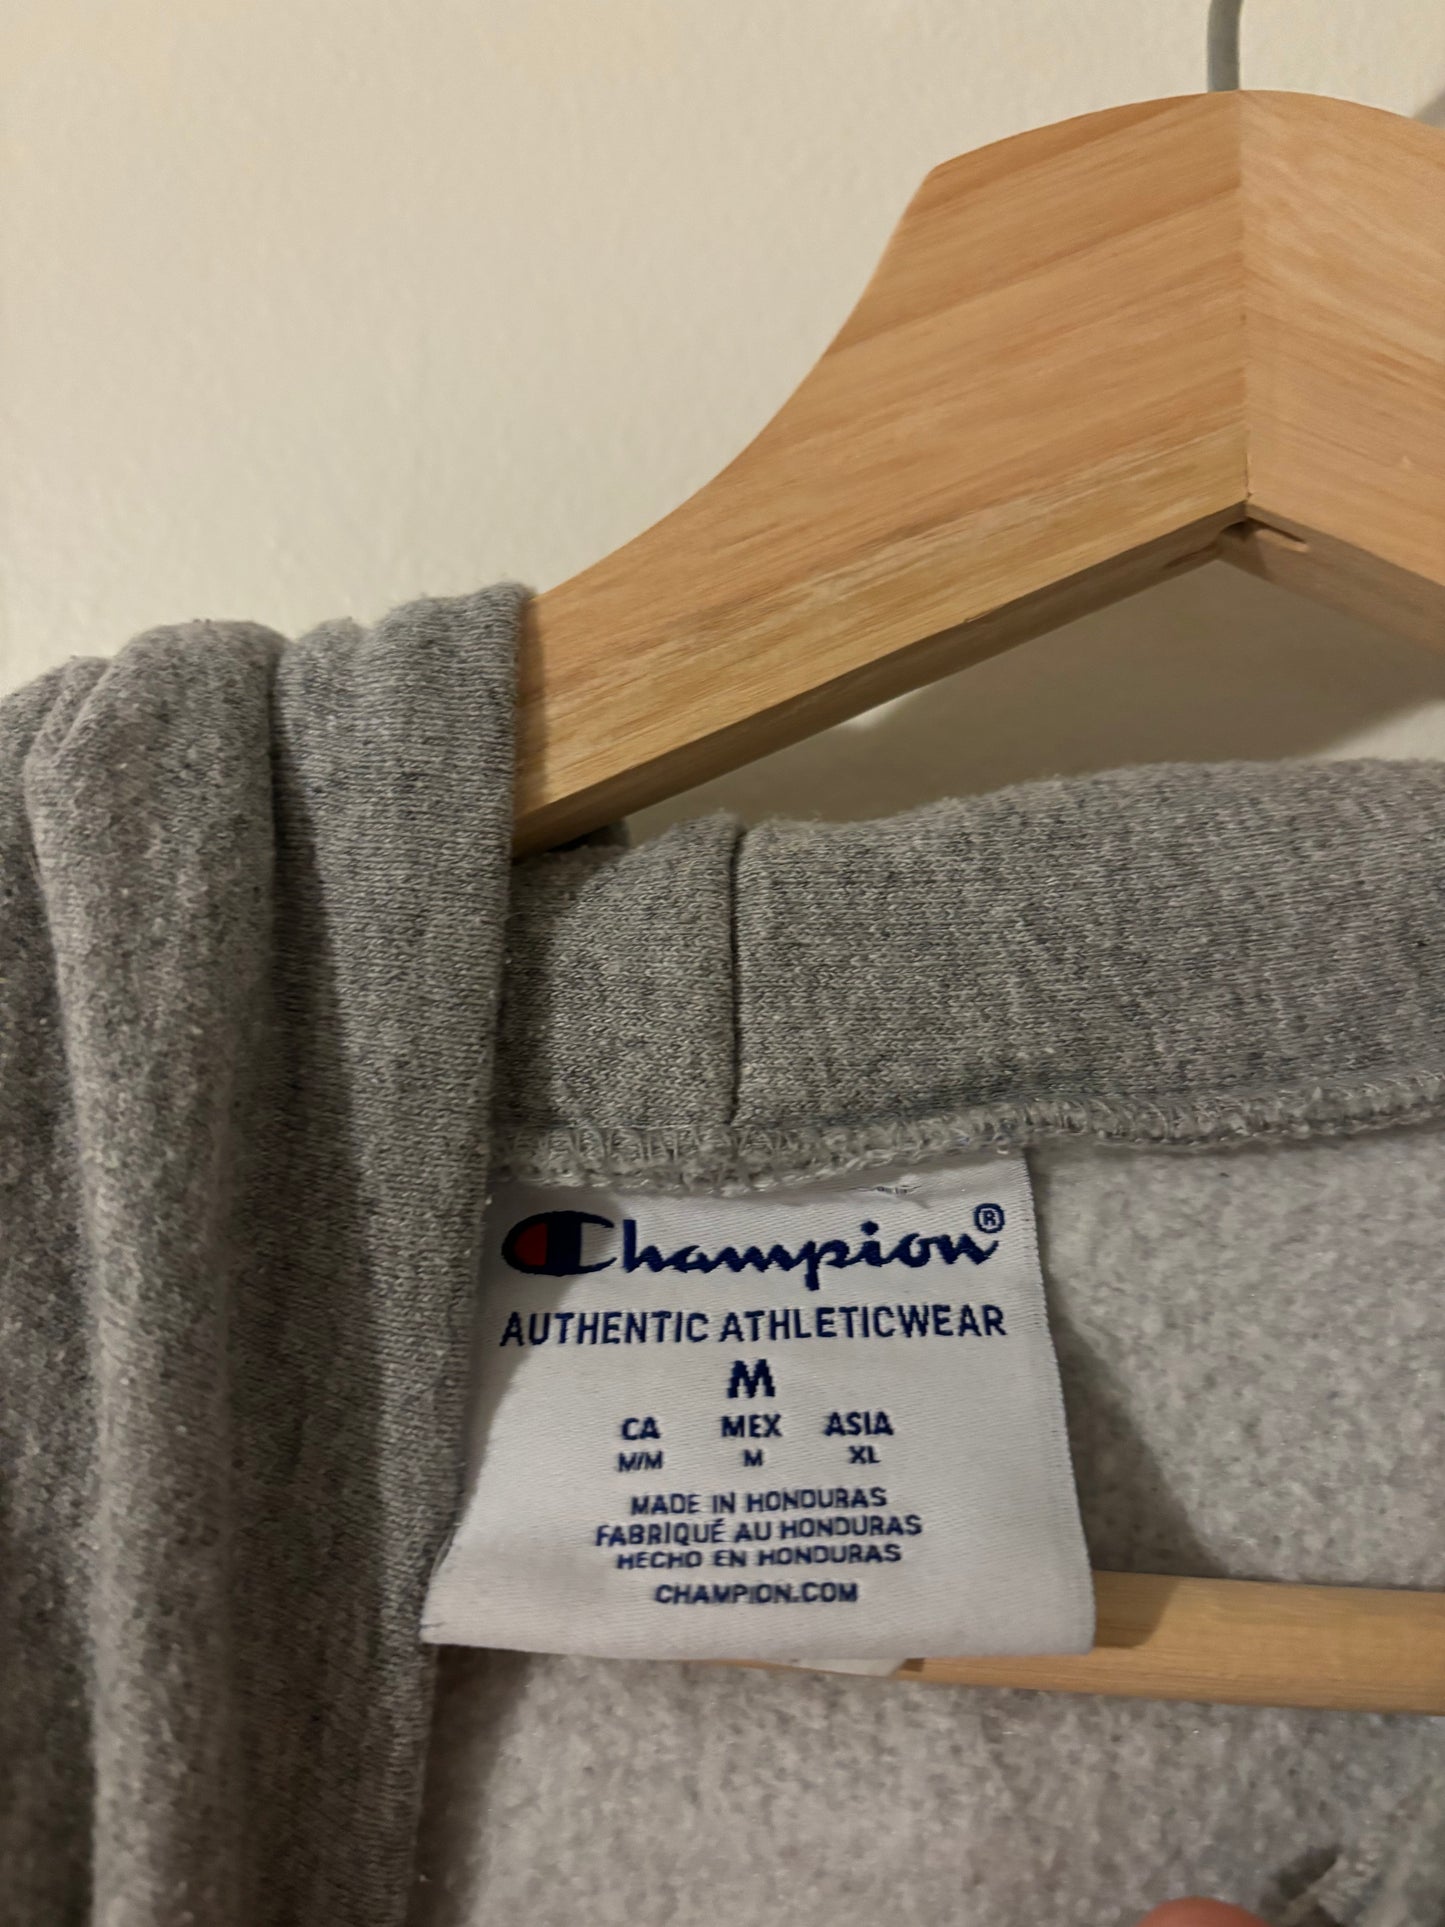 Champion®
AUTHENTIC ATHLETICWEAR
M
CA MEX ASIA
M/M M XL
MADE IN HONDURAS
FABRIQUÉ AU HONDURAS
HECHO EN HONDURAS
CHAMPION.COM